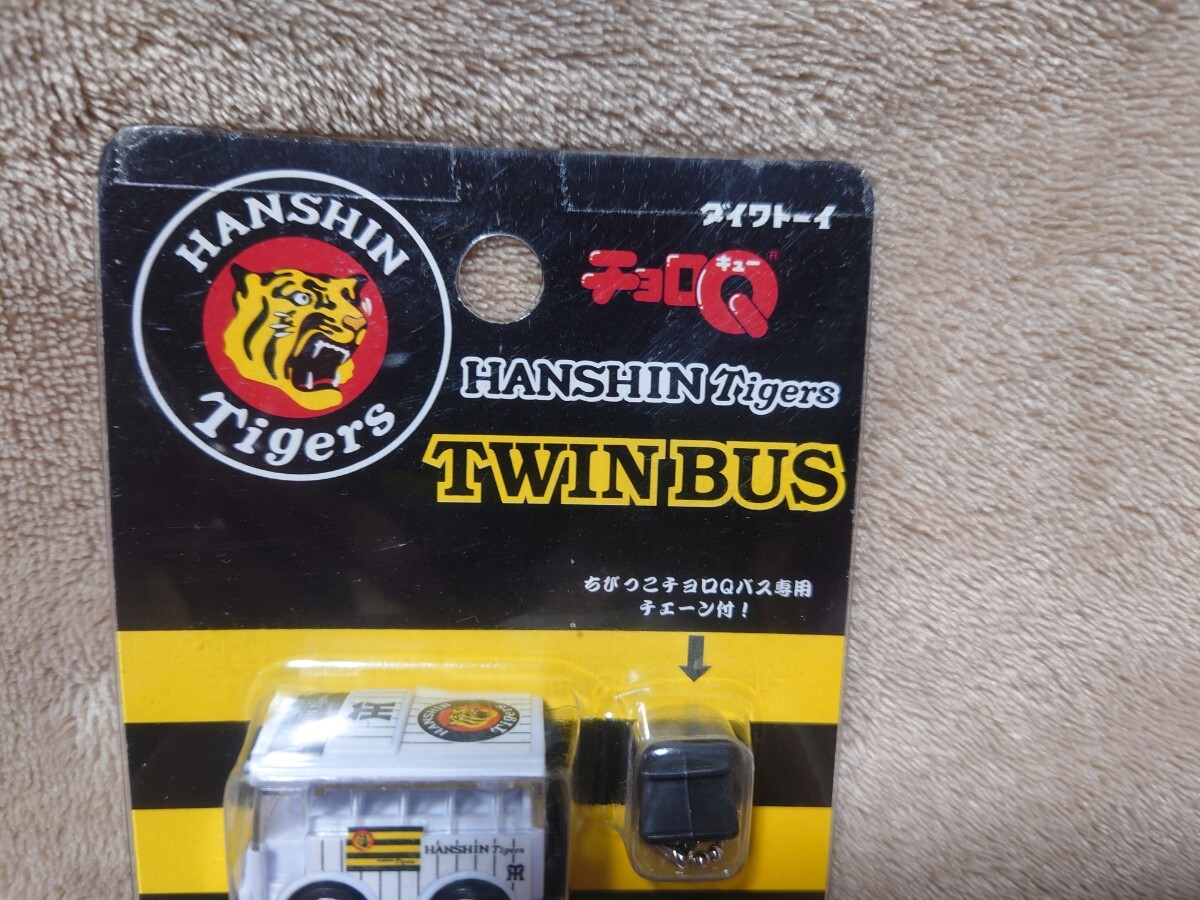 HANSHIN
Tigers
ダイワトーイ
チョロQ
キュー
®
HANSHIN Tigers
TWIN BUS
ちびっこチョロQバス専用
チェーン付!
HANSHIN
Tigers
HANSHIN Tigers